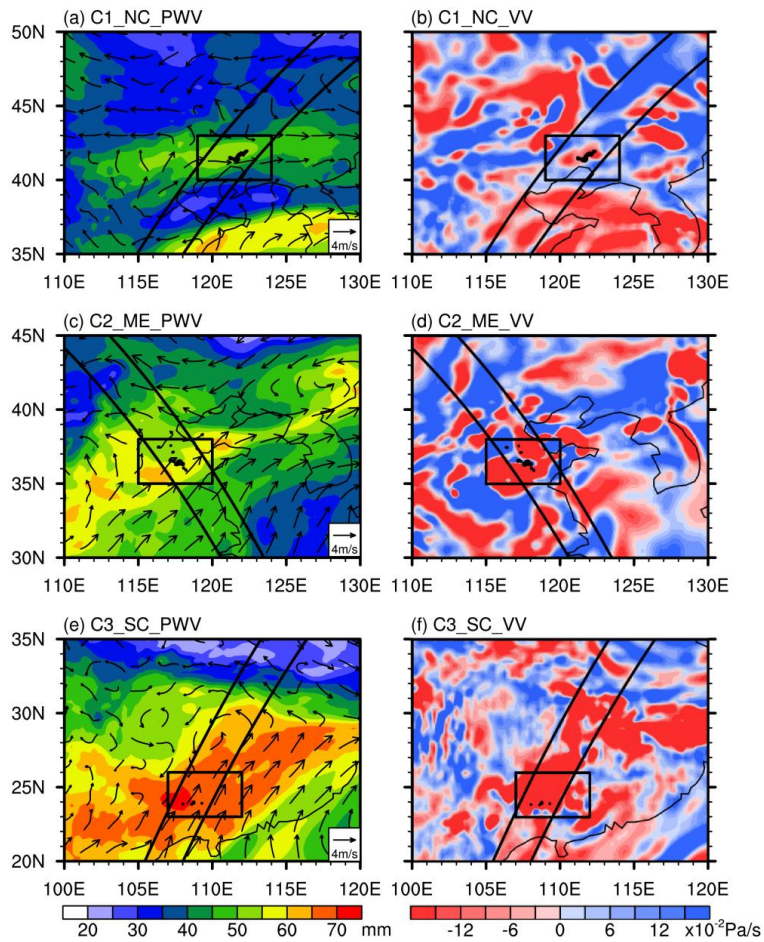 (a) C1_NC_PWV
(b) C1_NC_VV
50N
45N
40N
35N
4m/s
110E 115E 120E 125E 130E
110E 115E 120E 125E 130E
(c) C2_ME_PWV
(d) C2_ME_VV
45N
40N
35N
30N
4m/s
110E 115E 120E 125E 130E
110E 115E 120E 125E 130E
(e) C3_SC_PWV
(f) C3_SC_VV
35N
30N
25N
20N
4m/s
100E 105E 110E 115E 120E
100E 105E 110E 115E 120E
20 30 40 50 60 70 mm
-12 -6 0 6 12 x10-2Pa/s